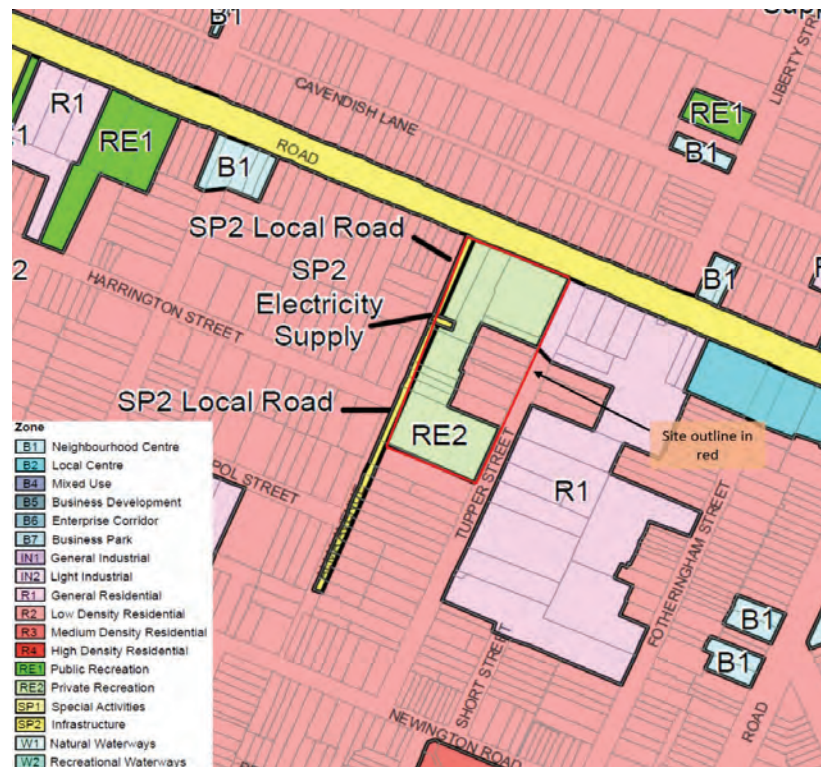 B1
LIBERTY STRE
CAVENDISH LANE
R1
RE1
RE1
B1
B1
ROAD
SP2 Local Road
SP2
Electricity
Supply
B1
2
HARRINGTON STREET
SP2 Local Road
RE2
Site outline in
red
R1
TUPPER STREET
POL STREET
FOTHERINGHAM STREET
B1
B1
SHORT STREET
NEWINGTON ROAD
ROAD
Zone
B1 Neighbourhood Centre
B2 Local Centre
B4 Mixed Use
B5 Business Development
B6 Enterprise Corridor
B7 Business Park
IN1 General Industrial
IN2 Light Industrial
R1 General Residential
R2 Low Density Residential
R3 Medium Density Residential
R4 High Density Residential
RE1 Public Recreation
RE2 Private Recreation
SP1 Special Activities
SP2 Infrastructure
W1 Natural Waterways
W2 Recreational Waterways